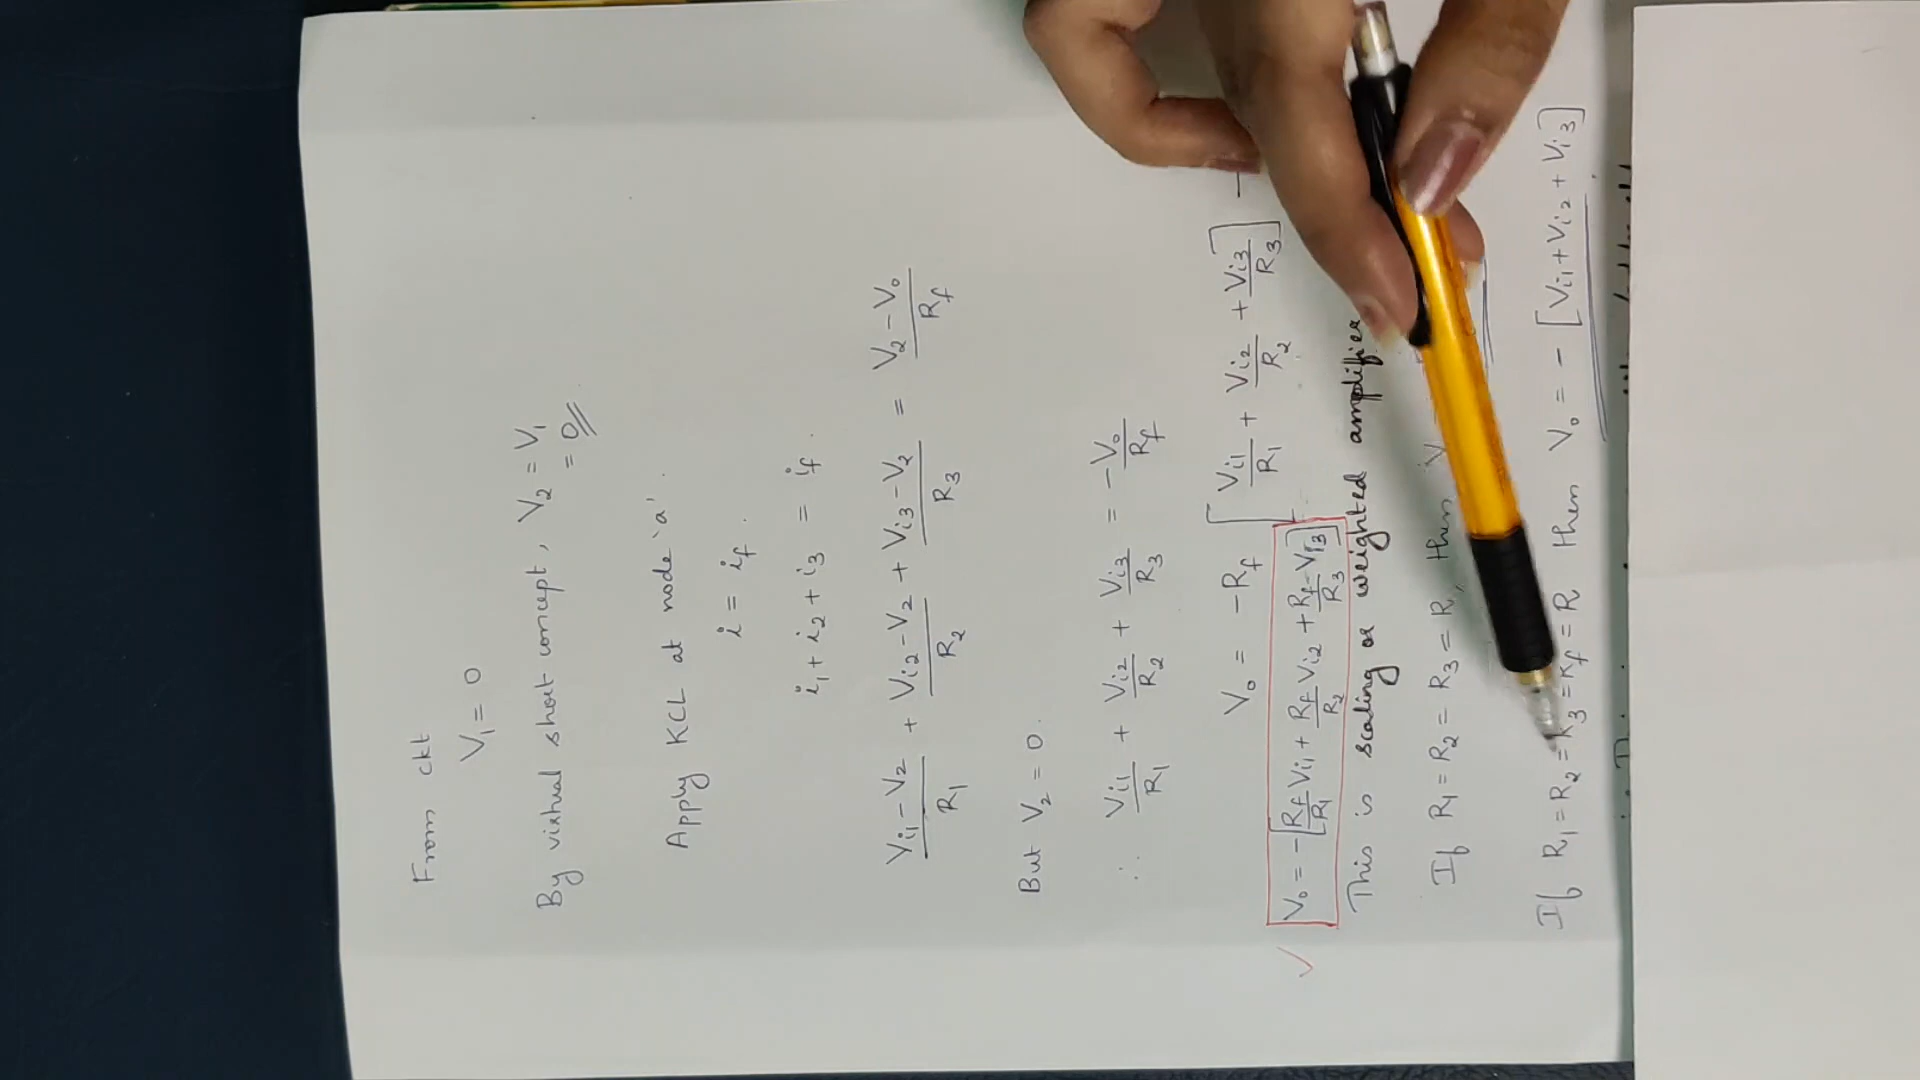 From ckt
V1 = 0
By virtual short concept, V2 = V1
= 0
Apply KCL at node 'a'.
i = if.
i1 + i2 + i3 = if.
Vi1 - V2 / R1 + Vi2 - V2 / R2 + Vi3 - V2 / R3 = V2 - Vo / Rf
But V2 = 0.
∴ Vi1/R1 + Vi2/R2 + Vi3/R3 = -Vo/Rf
Vo = -Rf [Vi1/R1 + Vi2/R2 + Vi3/R3] -
Vo = -[Rf/R1 Vi1 + Rf/R2 Vi2 + Rf/R3 Vi3]
This is scaling or weighted amplifier
If R1 = R2 = R3 = R, then V
If R1 = R2 = R3 = Rf = R then Vo = - [Vi1 + Vi2 + Vi3]